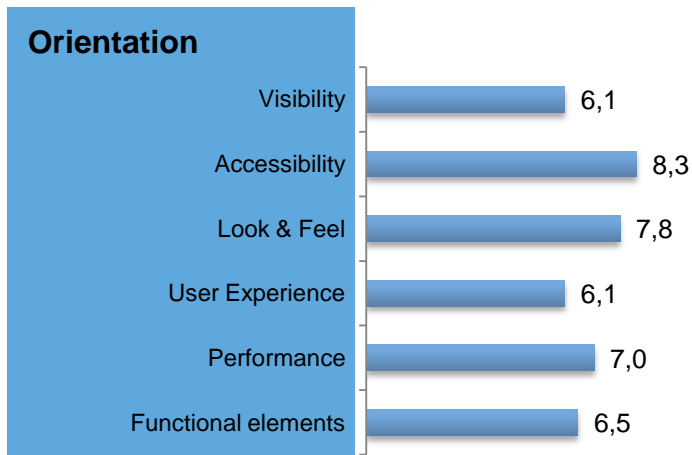 Orientation
Visibility 6,1
Accessibility 8,3
Look & Feel 7,8
User Experience 6,1
Performance 7,0
Functional elements 6,5